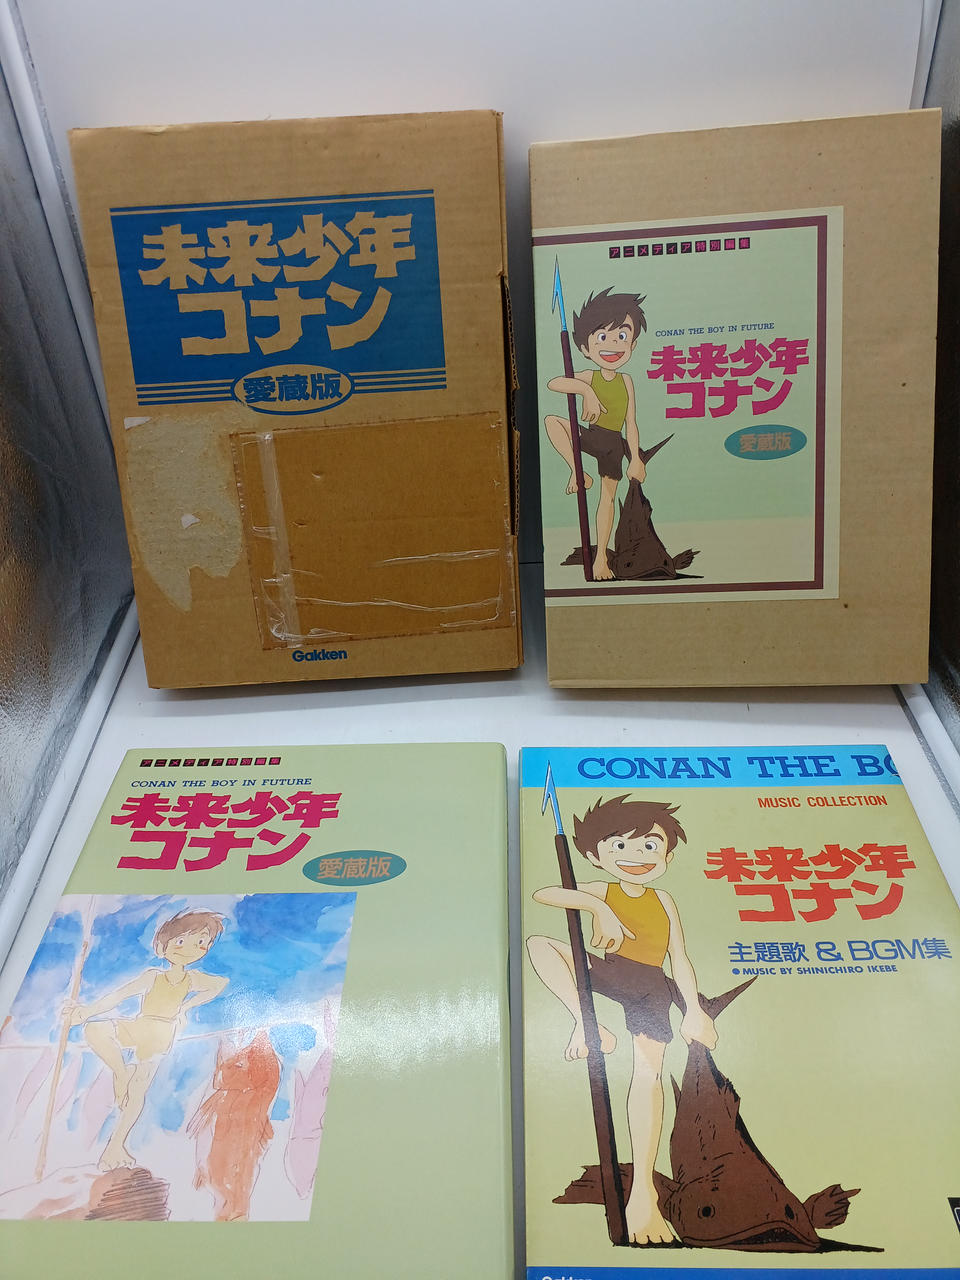 未来少年
コナン
愛蔵版
Gakken
アニメディア特別編集
CONAN THE BOY IN FUTURE
未来少年
コナン
愛蔵版
アニメディア特別編集
CONAN THE BOY IN FUTURE
未来少年
コナン
愛蔵版
CONAN THE BO
MUSIC COLLECTION
未来少年
コナン
主題歌 & BGM集
● MUSIC BY SHINICHIRO IKEBE
Gakken